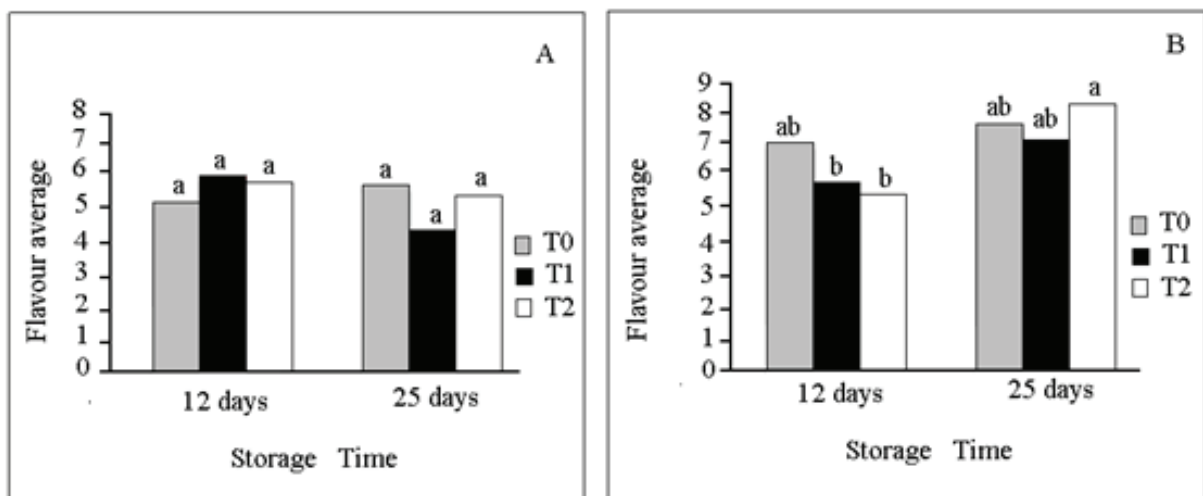 A
Flavour average
8
7
6
5
4
3
2
1
0
a a a
a a a
12 days 25 days
Storage Time
T0
T1
T2
B
Flavour average
9
8
7
6
5
4
3
2
1
0
ab b b
ab ab a
12 days 25 days
Storage Time
T0
T1
T2